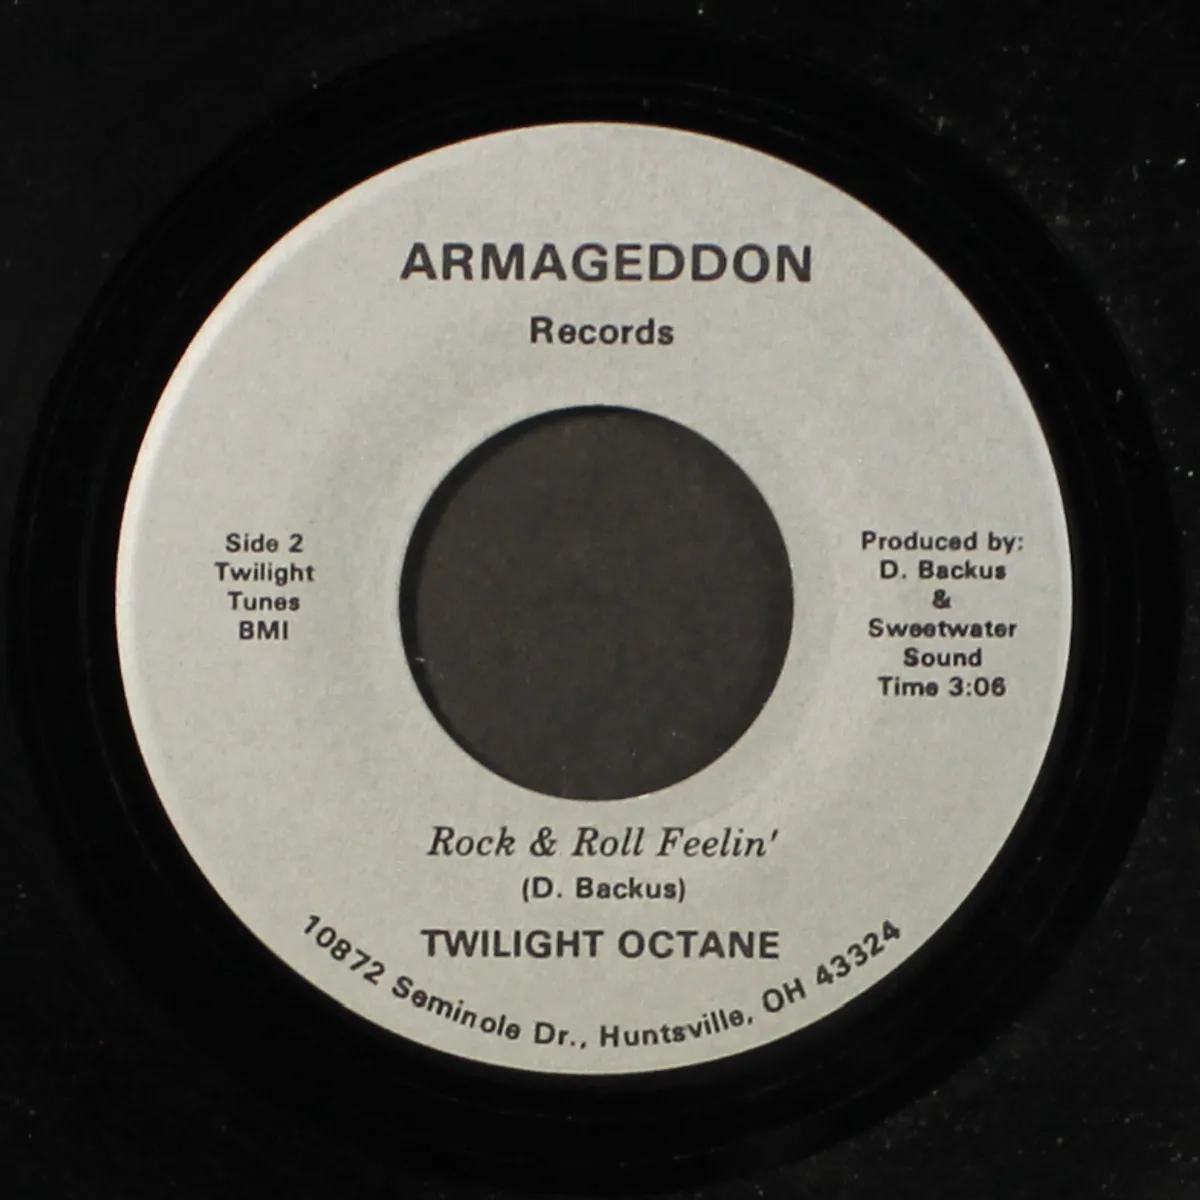 ARMAGEDDON
Records
Side 2
Twilight
Tunes
BMI
Produced by:
D. Backus
&
Sweetwater
Sound
Time 3:06
Rock & Roll Feelin'
(D. Backus)
TWILIGHT OCTANE
10872 Seminole Dr., Huntsville, OH 43324